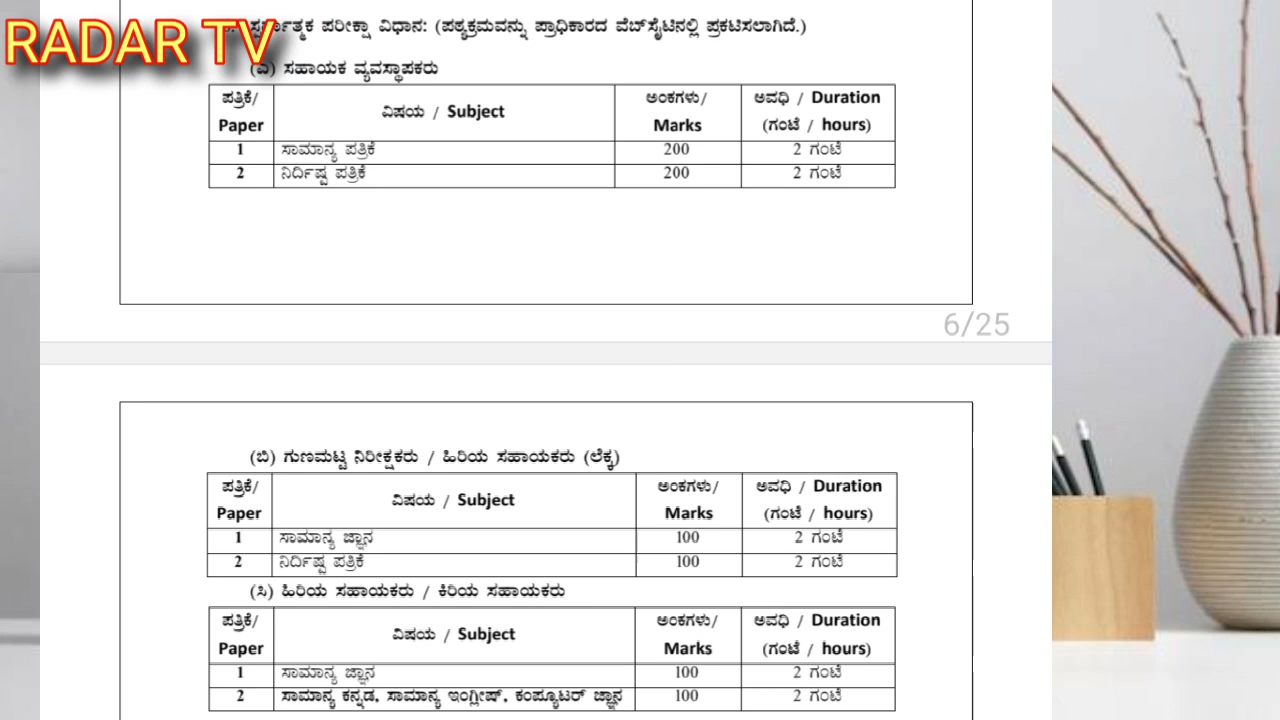 RADAR TV
ಸ್ಪರ್ಧಾತ್ಮಕ ಪರೀಕ್ಷಾ ವಿಧಾನ: (ಪಠ್ಯಕ್ರಮವನ್ನು ಪ್ರಾಧಿಕಾರದ ವೆಬ್‌ಸೈಟಿನಲ್ಲಿ ಪ್ರಕಟಿಸಲಾಗಿದೆ.)
(ಎ) ಸಹಾಯಕ ವ್ಯವಸ್ಥಾಪಕರು
ಪತ್ರಿಕೆ/ Paper ವಿಷಯ / Subject ಅಂಕಗಳು/ Marks ಅವಧಿ / Duration (ಗಂಟೆ / hours)
1 ಸಾಮಾನ್ಯ ಪತ್ರಿಕೆ 200 2 ಗಂಟೆ
2 ನಿರ್ದಿಷ್ಟ ಪತ್ರಿಕೆ 200 2 ಗಂಟೆ
6/25
(ಬಿ) ಗುಣಮಟ್ಟ ನಿರೀಕ್ಷಕರು / ಹಿರಿಯ ಸಹಾಯಕರು (ಲೆಕ್ಕ)
ಪತ್ರಿಕೆ/ Paper ವಿಷಯ / Subject ಅಂಕಗಳು/ Marks ಅವಧಿ / Duration (ಗಂಟೆ / hours)
1 ಸಾಮಾನ್ಯ ಜ್ಞಾನ 100 2 ಗಂಟೆ
2 ನಿರ್ದಿಷ್ಟ ಪತ್ರಿಕೆ 100 2 ಗಂಟೆ
(ಸಿ) ಹಿರಿಯ ಸಹಾಯಕರು / ಕಿರಿಯ ಸಹಾಯಕರು
ಪತ್ರಿಕೆ/ Paper ವಿಷಯ / Subject ಅಂಕಗಳು/ Marks ಅವಧಿ / Duration (ಗಂಟೆ / hours)
1 ಸಾಮಾನ್ಯ ಜ್ಞಾನ 100 2 ಗಂಟೆ
2 ಸಾಮಾನ್ಯ ಕನ್ನಡ, ಸಾಮಾನ್ಯ ಇಂಗ್ಲೀಷ್, ಕಂಪ್ಯೂಟರ್ ಜ್ಞಾನ 100 2 ಗಂಟೆ